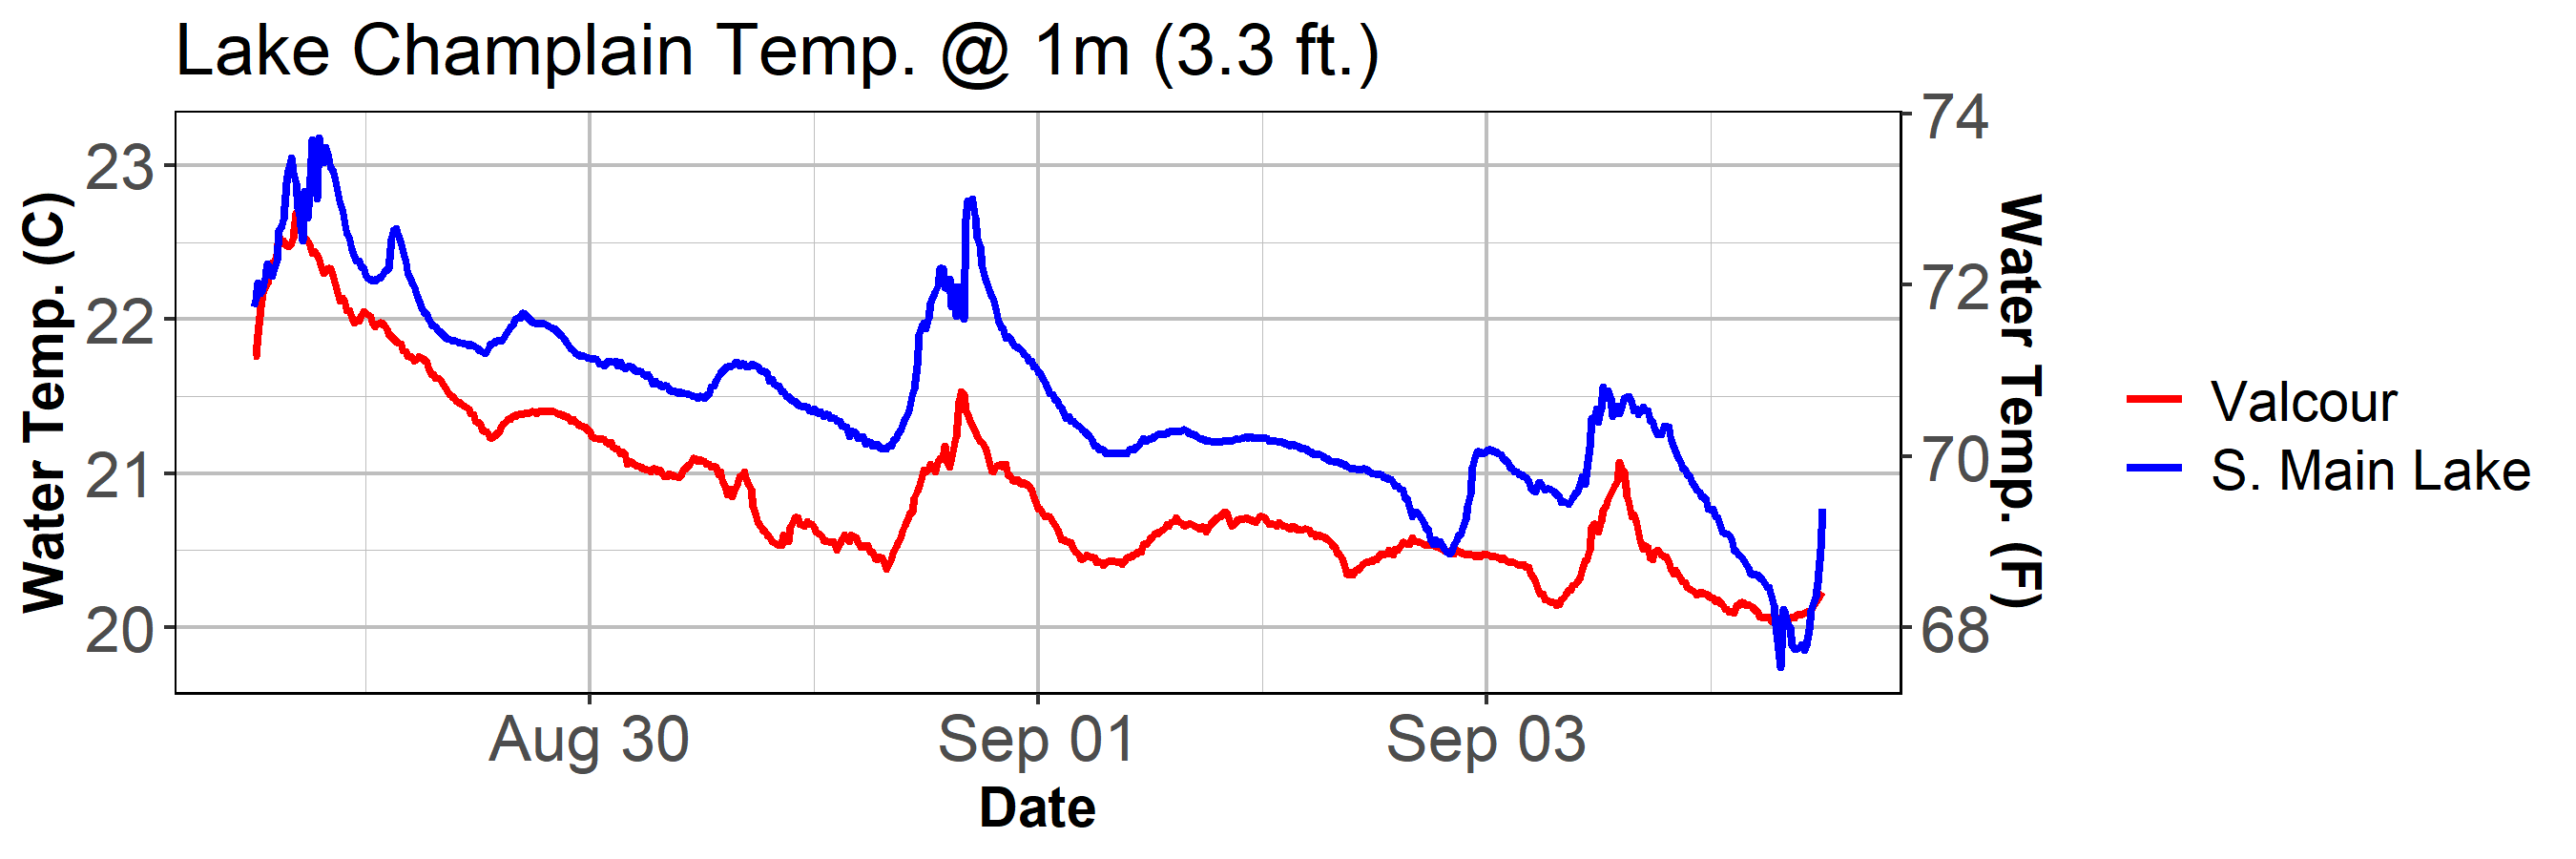 Lake Champlain Temp. @ 1m (3.3 ft.)
Water Temp. (C)
23
22
21
20
74
72
70
68
Water Temp. (F)
Aug 30
Sep 01
Sep 03
Date
Valcour
S. Main Lake